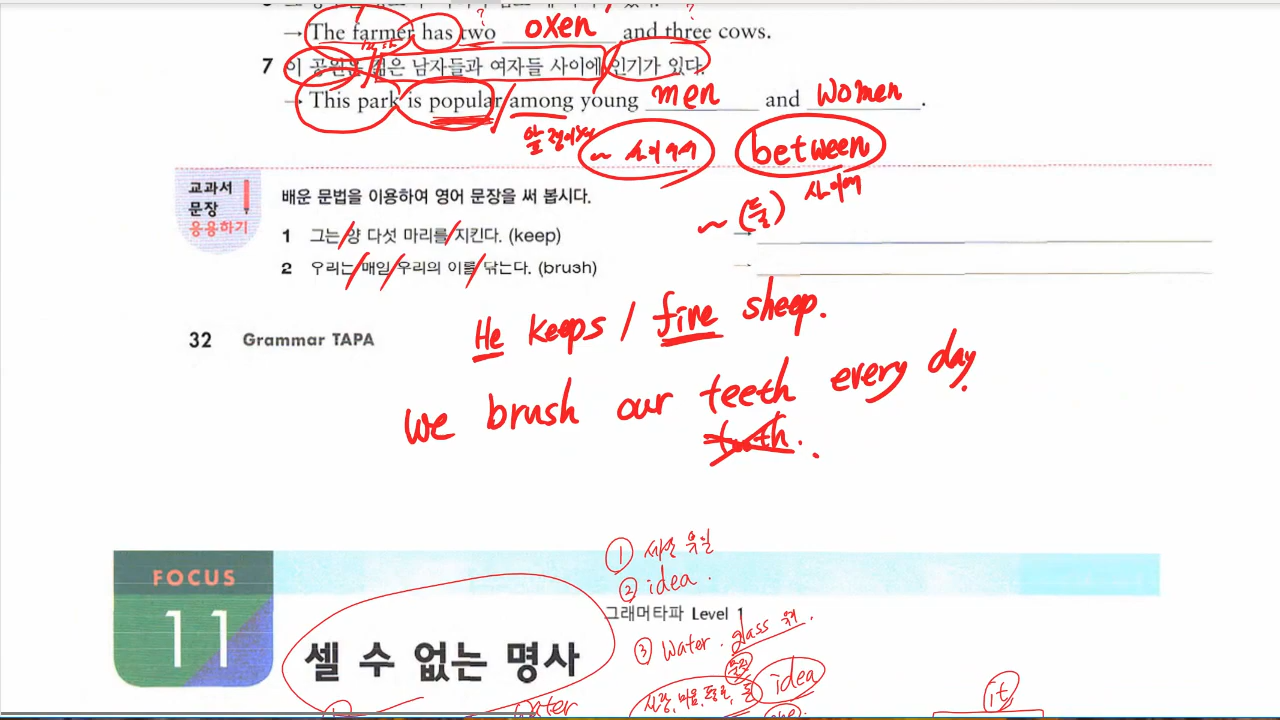 ? ?
→ The farmer has two oxen and three cows.
7 이 공원은 젊은 남자들과 여자들 사이에 인기가 있다.
→ This park is popular among young men and women.
~ 사이에서 between
사이에
~ (들)
교과서
문장
응용하기
배운 문법을 이용하여 영어 문장을 써 봅시다.
1 그는 양 다섯 마리를 지킨다. (keep) →
2 우리는 매일 우리의 이를 닦는다. (brush) →
He keeps / five sheep.
32 Grammar TAPA
we brush our teeth every day.
tooth.
① 세상 유일
② idea.
FOCUS
11
그래머타파 Level 1
③ Water. glass
셀 수 없는 명사
사랑, 마음, idea
it
water